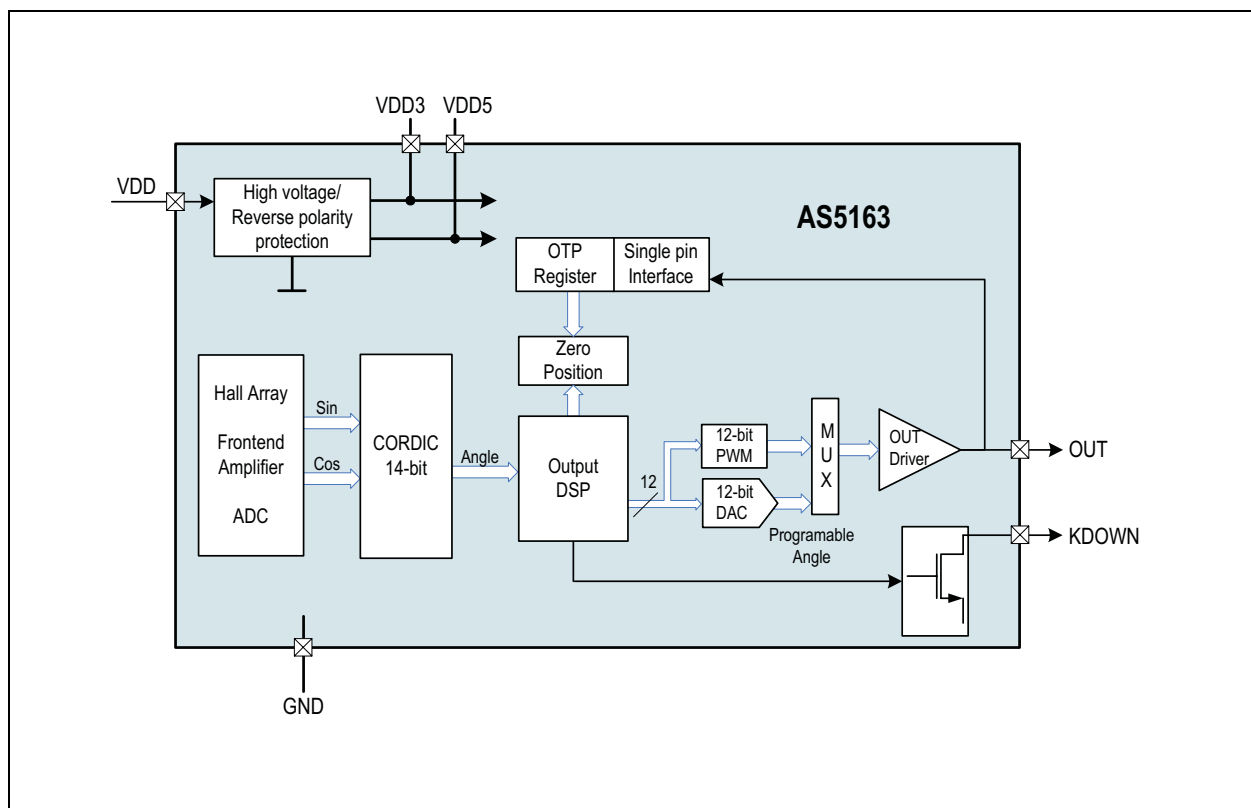 VDD3
VDD5
VDD
High voltage/
Reverse polarity
protection
AS5163
OTP
Register
Single pin
Interface
Zero
Position
Hall Array
Frontend
Amplifier
ADC
Sin
Cos
CORDIC
14-bit
Angle
Output
DSP
12
12-bit
PWM
12-bit
DAC
M
U
X
Programable
Angle
OUT
Driver
OUT
KDOWN
GND